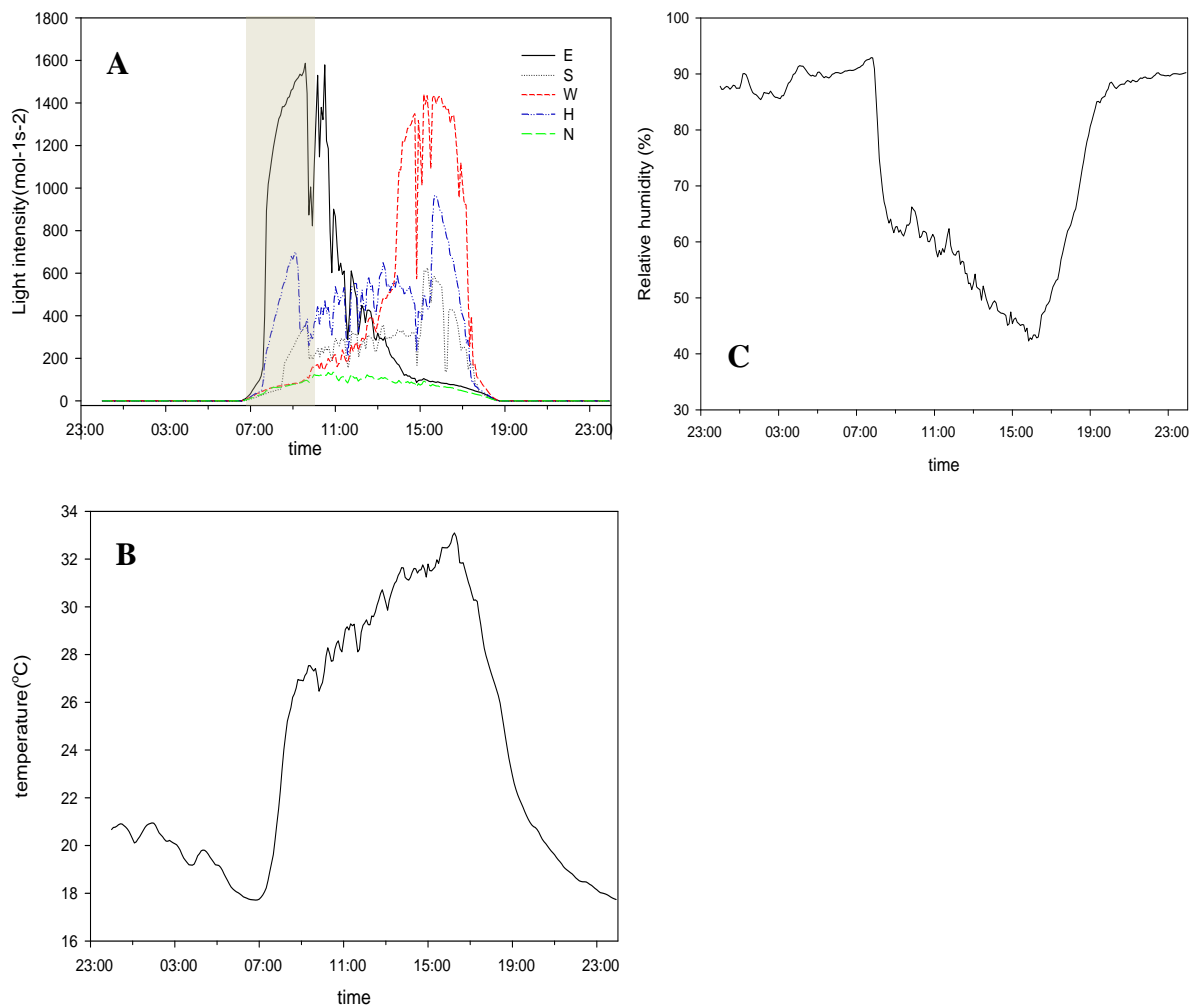 A
Light intensity(mol-1s-2)
1800
1600
1400
1200
1000
800
600
400
200
0
E
S
W
H
N
23:00 03:00 07:00 11:00 15:00 19:00 23:00
time
C
Relative humidity (%)
100
90
80
70
60
50
40
30
23:00 03:00 07:00 11:00 15:00 19:00 23:00
time
B
temperature(°C)
34
32
30
28
26
24
22
20
18
16
23:00 03:00 07:00 11:00 15:00 19:00 23:00
time